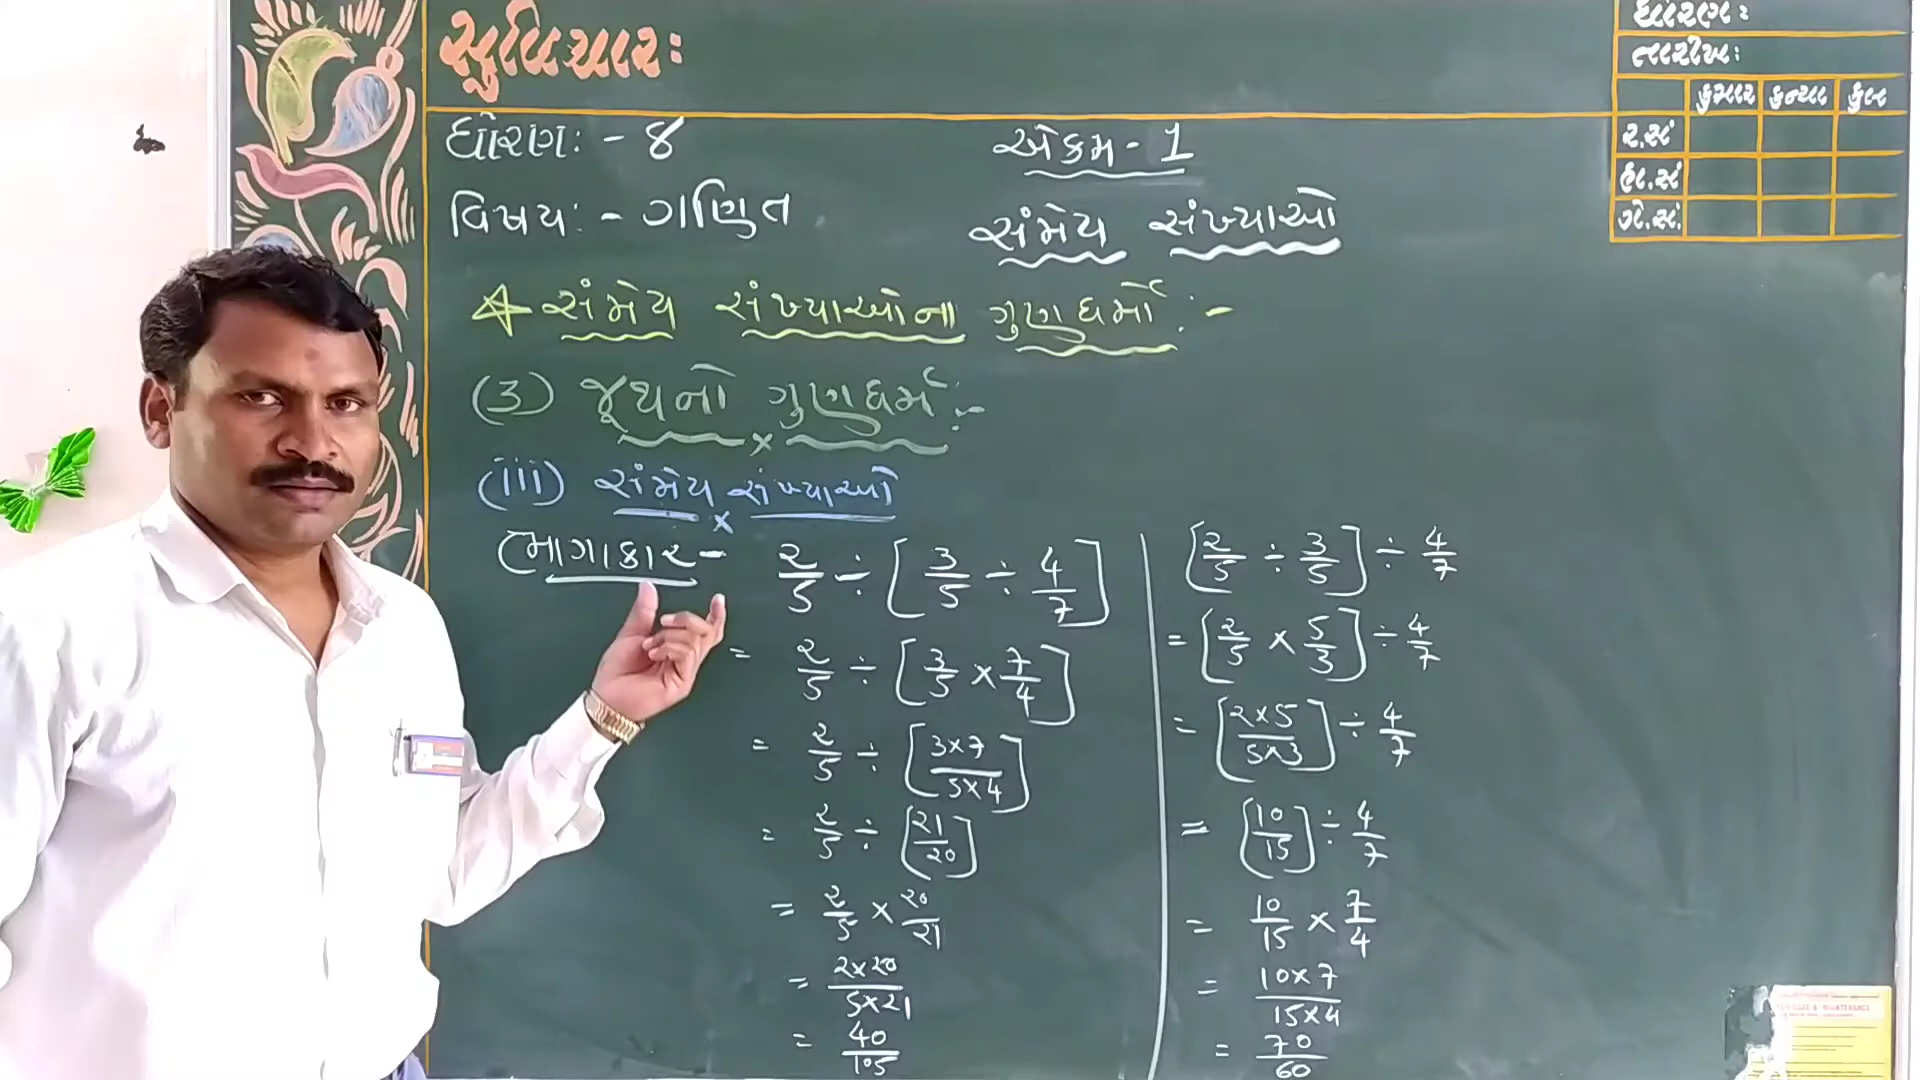 સુવિચાર:
ધોરણ:
તારીખ:
કુમાર કન્યા કુલ
ર.સં
હા.સં
ગે.સં.
ધોરણ: - ૪
એકમ - 1
વિષય: - ગણિત
સંમેય સંખ્યાઓ
સંમેય સંખ્યાઓના ગુણધર્મો :-
(3) જૂથનો ગુણધર્મ :-
(iii) સંમેય સંખ્યાઓ
ભાગાકાર -
2/5 ÷ [3/5 ÷ 4/7]
= 2/5 ÷ [3/5 × 7/4]
= 2/5 ÷ [3×7/5×4]
= 2/5 ÷ [21/20]
= 2/5 × 20/21
= 2×20/5×21
= 40/105
[2/5 ÷ 3/5] ÷ 4/7
= [2/5 × 5/3] ÷ 4/7
= [2×5/5×3] ÷ 4/7
= [10/15] ÷ 4/7
= 10/15 × 7/4
= 10×7/15×4
= 70/60